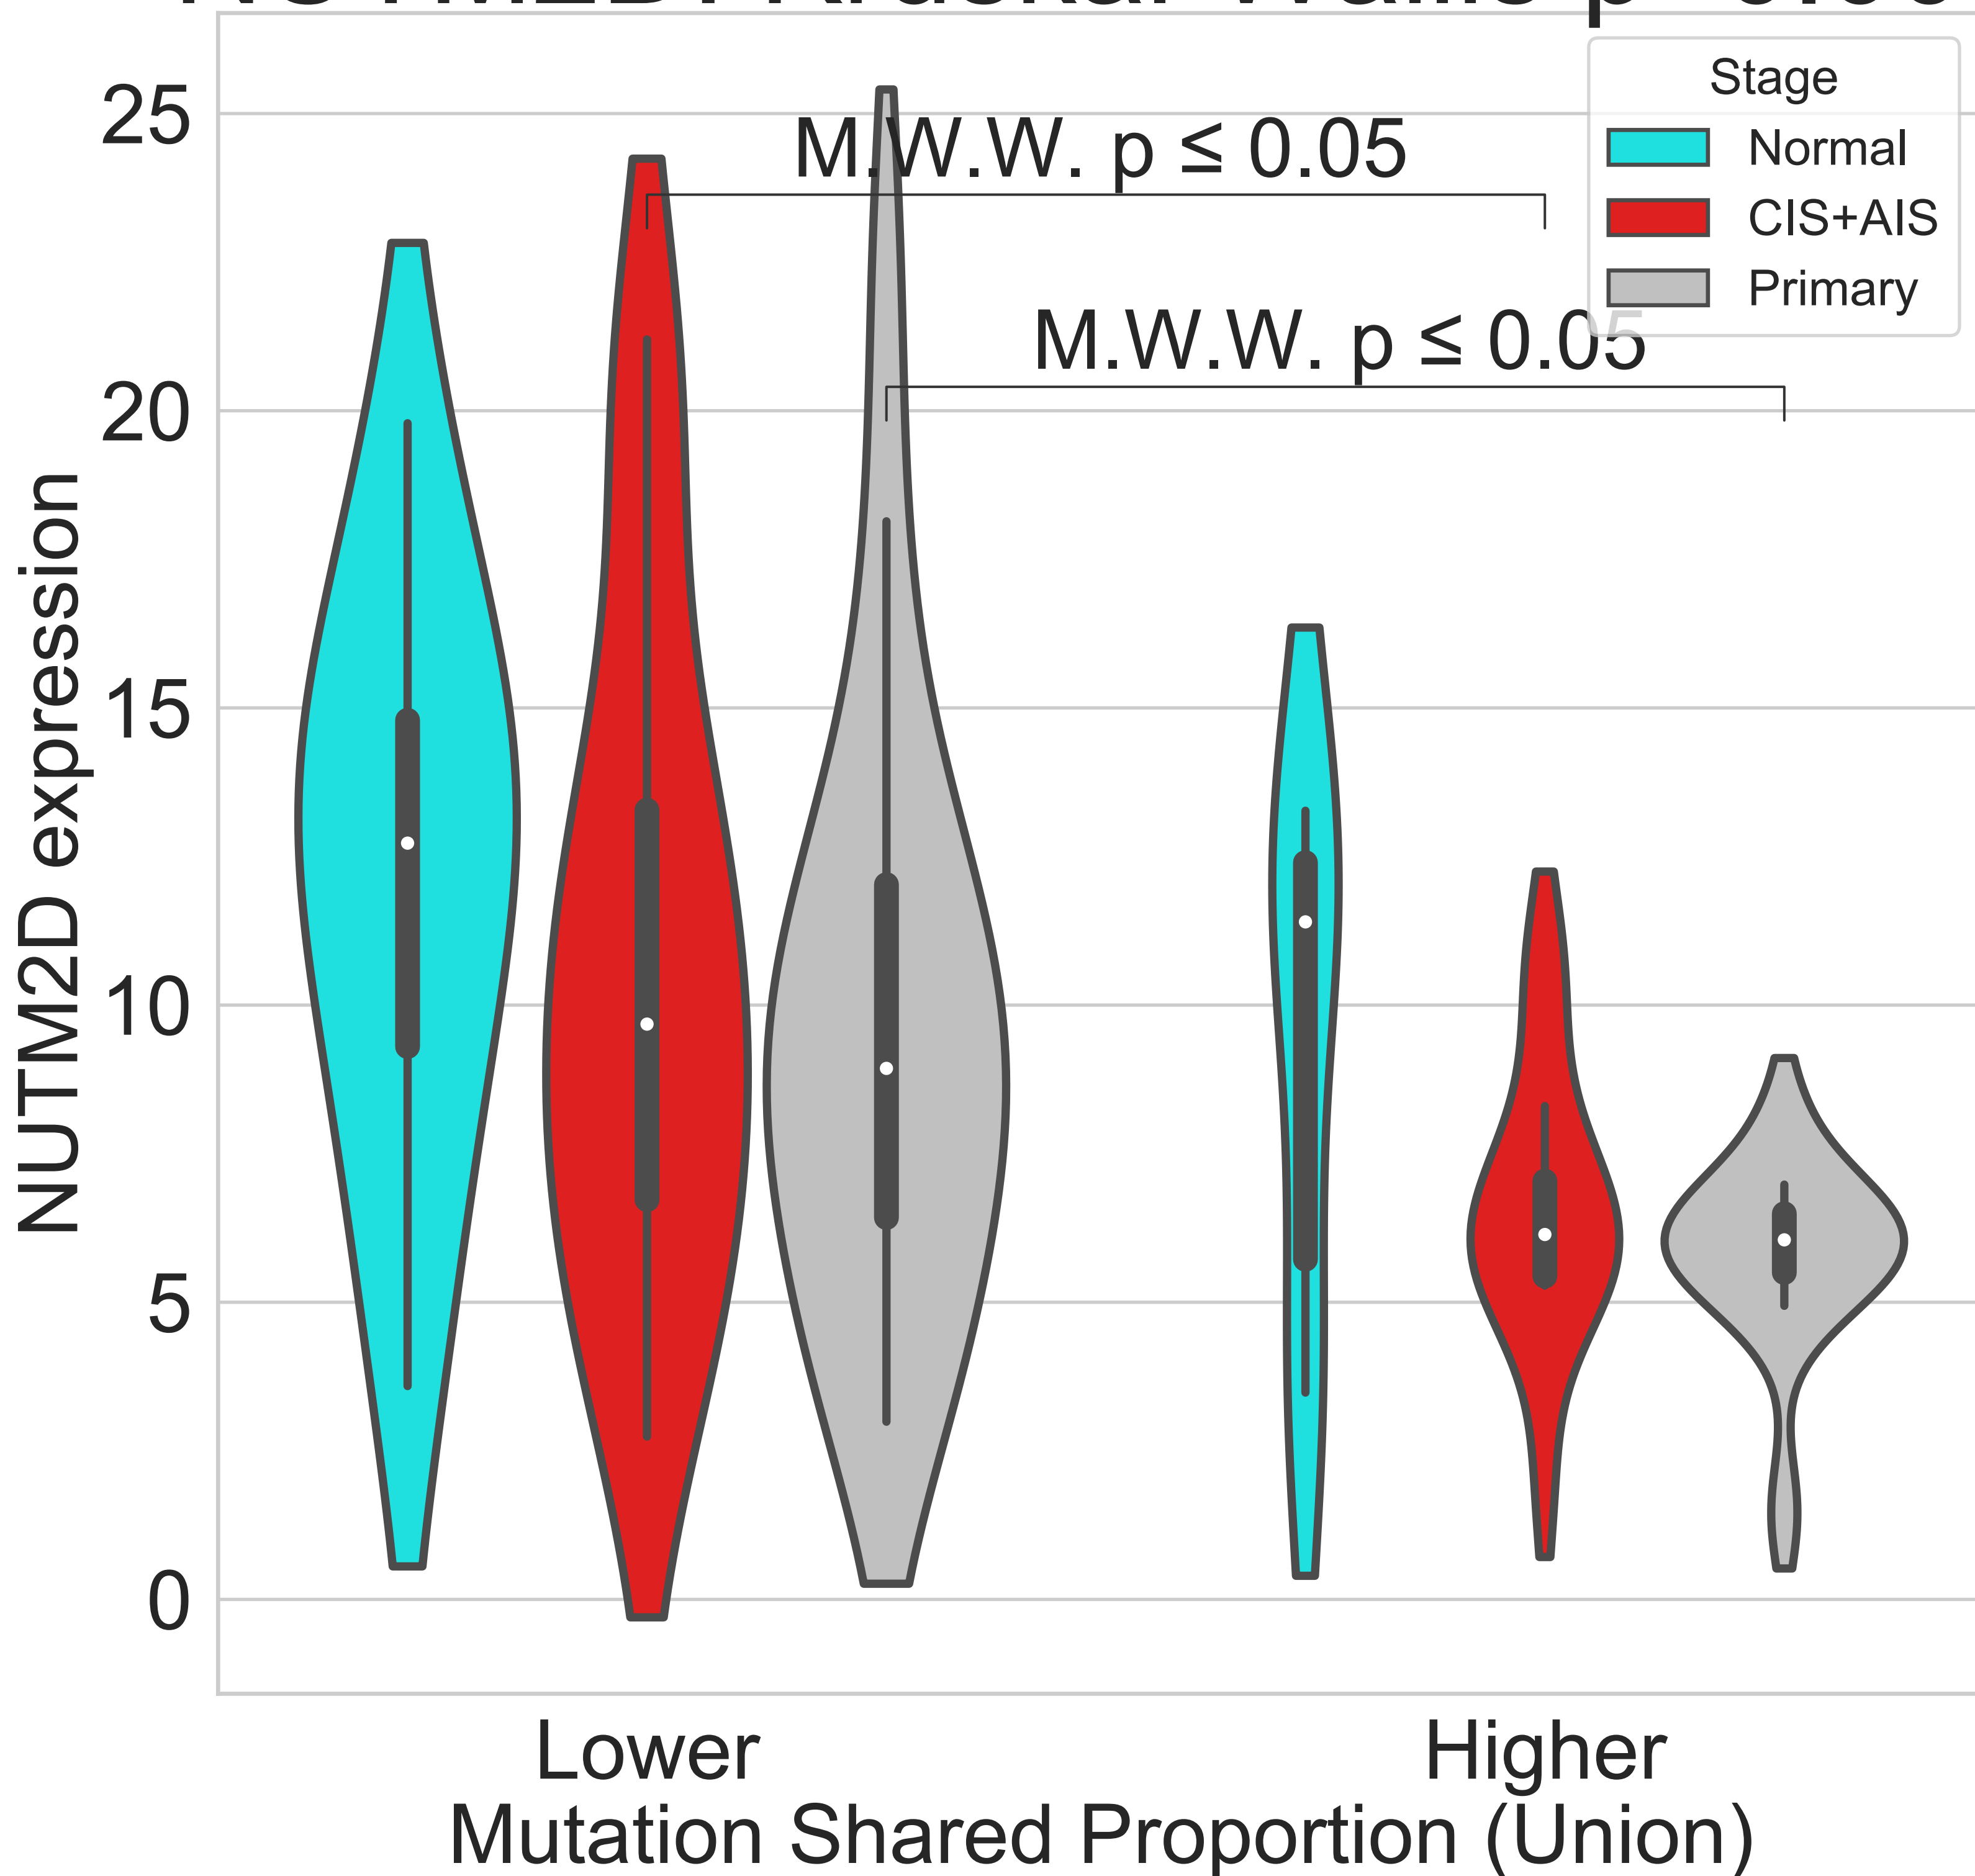 25
20
15
10
5
0
NUTM2D expression
M.W.W. p ≤ 0.05
M.W.W. p ≤ 0.05
Stage
Normal
CIS+AIS
Primary
Lower
Higher
Mutation Shared Proportion (Union)